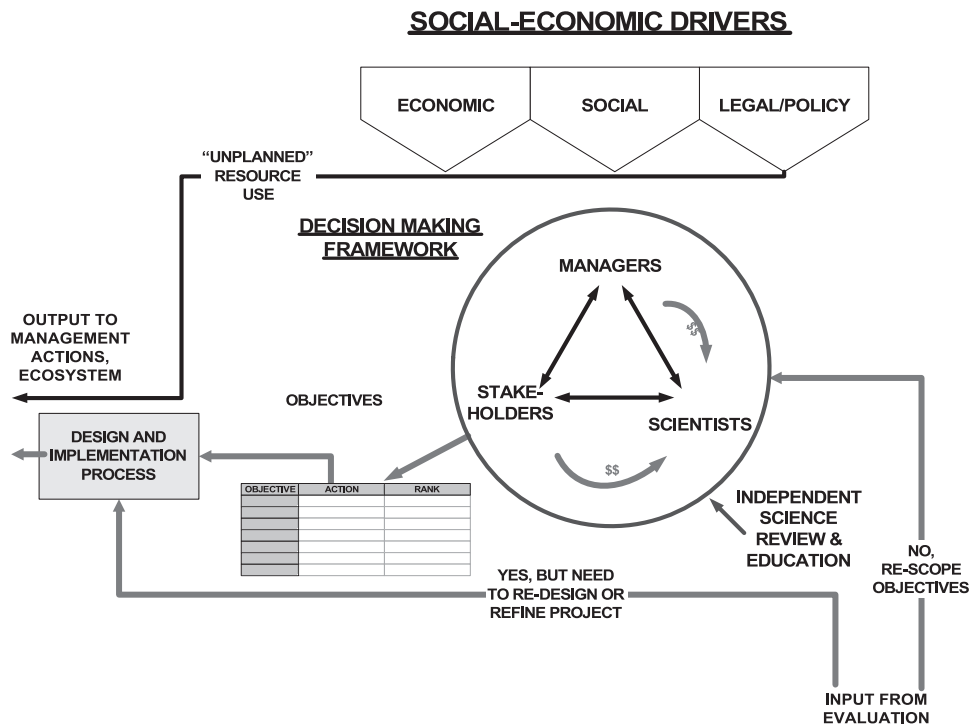 SOCIAL-ECONOMIC DRIVERS
ECONOMIC
SOCIAL
LEGAL/POLICY
“UNPLANNED”
RESOURCE
USE
DECISION MAKING
FRAMEWORK
MANAGERS
$$
OUTPUT TO
MANAGEMENT
ACTIONS,
ECOSYSTEM
OBJECTIVES
STAKE-
HOLDERS
SCIENTISTS
DESIGN AND
IMPLEMENTATION
PROCESS
$$
OBJECTIVE ACTION RANK
INDEPENDENT
SCIENCE
REVIEW &
EDUCATION
NO,
RE-SCOPE
OBJECTIVES
YES, BUT NEED
TO RE-DESIGN OR
REFINE PROJECT
INPUT FROM
EVALUATION